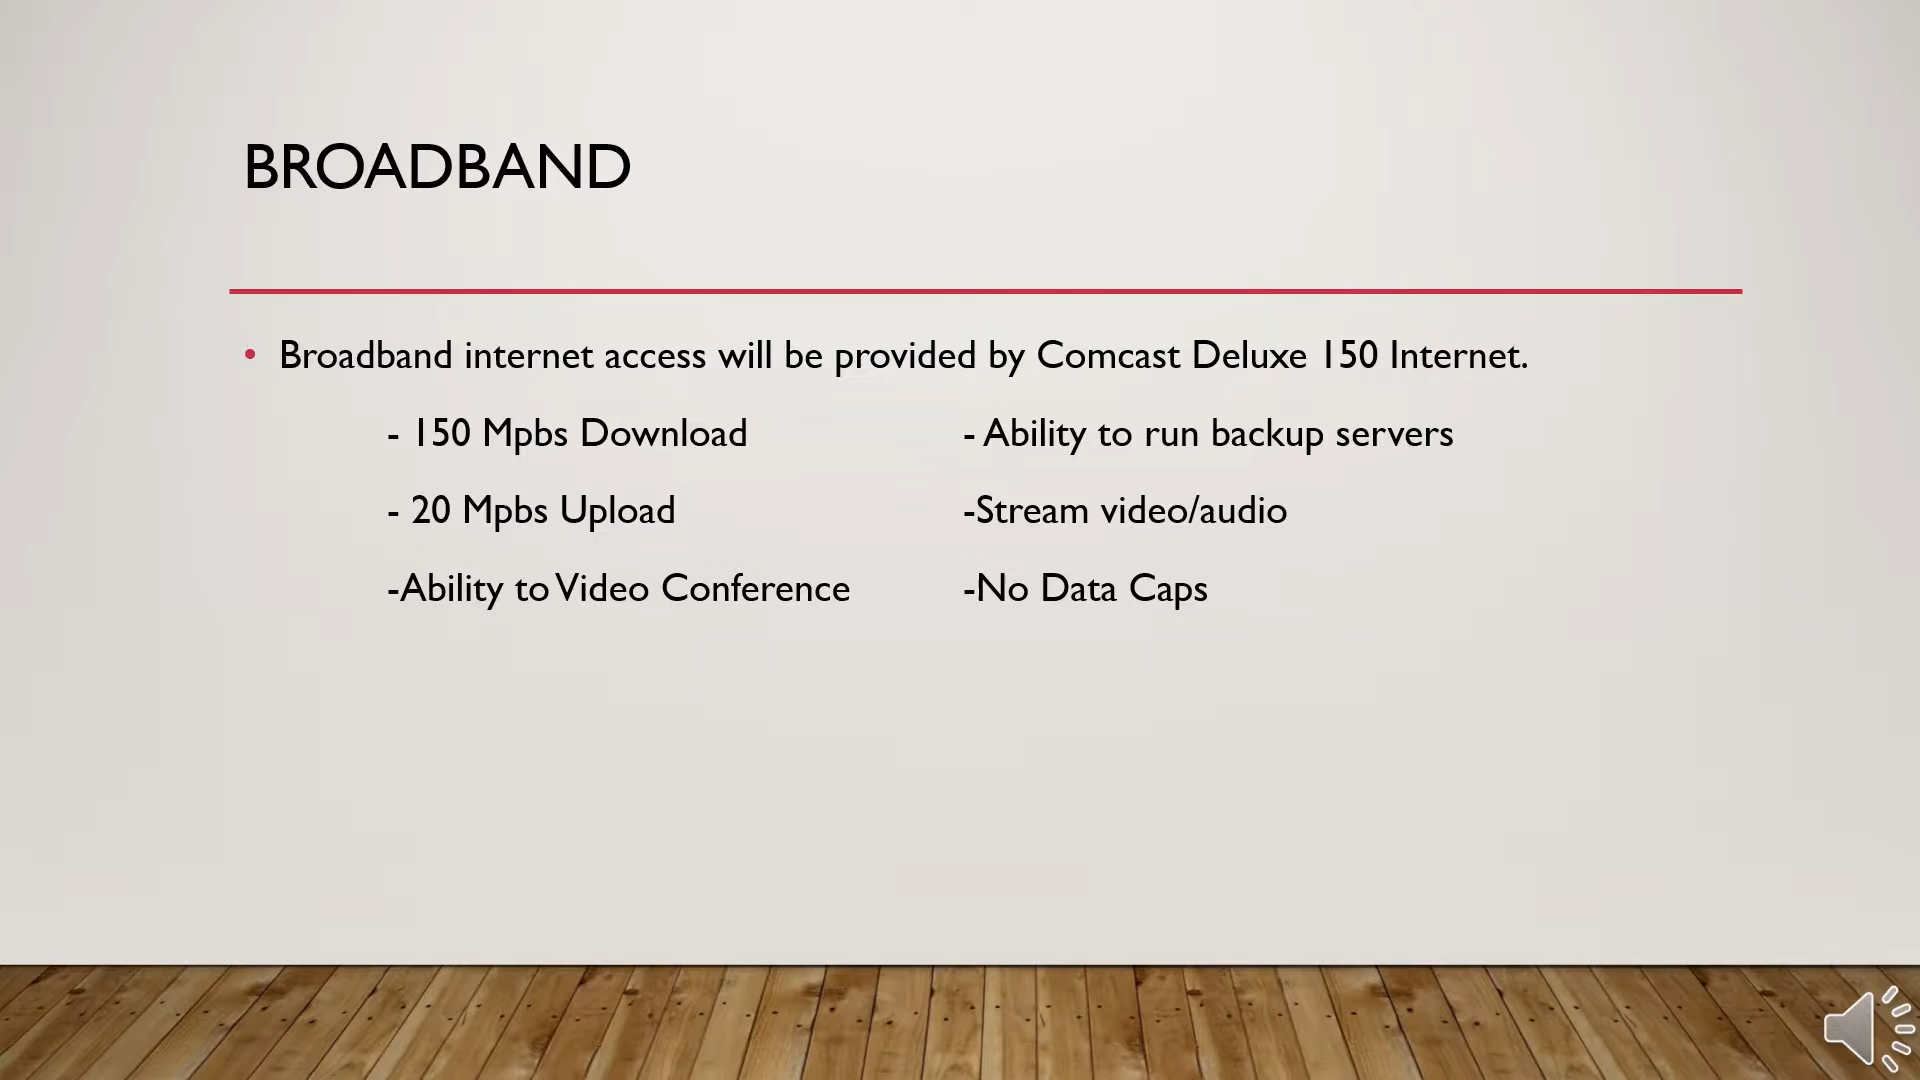 BROADBAND
• Broadband internet access will be provided by Comcast Deluxe 150 Internet.
- 150 Mpbs Download - Ability to run backup servers
- 20 Mpbs Upload -Stream video/audio
-Ability to Video Conference -No Data Caps